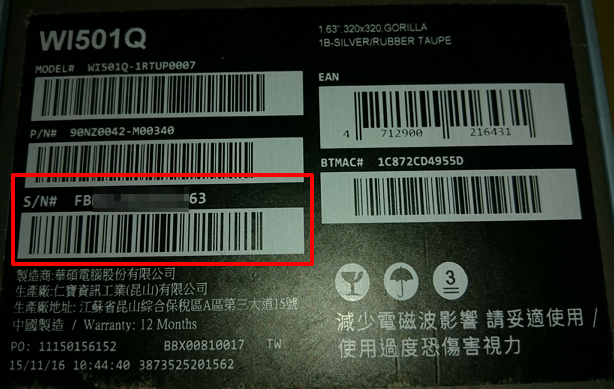 WI501Q
1.63",320x320,GORILLA
1B-SILVER/RUBBER TAUPE
MODEL# WI501Q-1RTUP0007
EAN
4 712900 216431
P/N# 90NZ0042-M00340
BTMAC# 1C872CD4955D
S/N# FB 63
製造商:華碩電腦股份有限公司
生產廠:仁寶資訊工業(昆山)有限公司
生產廠地址: 江蘇省昆山綜合保稅區A區第三大道15號
中國製造 / Warranty: 12 Months
3
減少電磁波影響 請妥適使用 /
使用過度恐傷害視力
PO: 11150156152 BBX00810017 TW
15/11/16 10:44:40 3873525201562